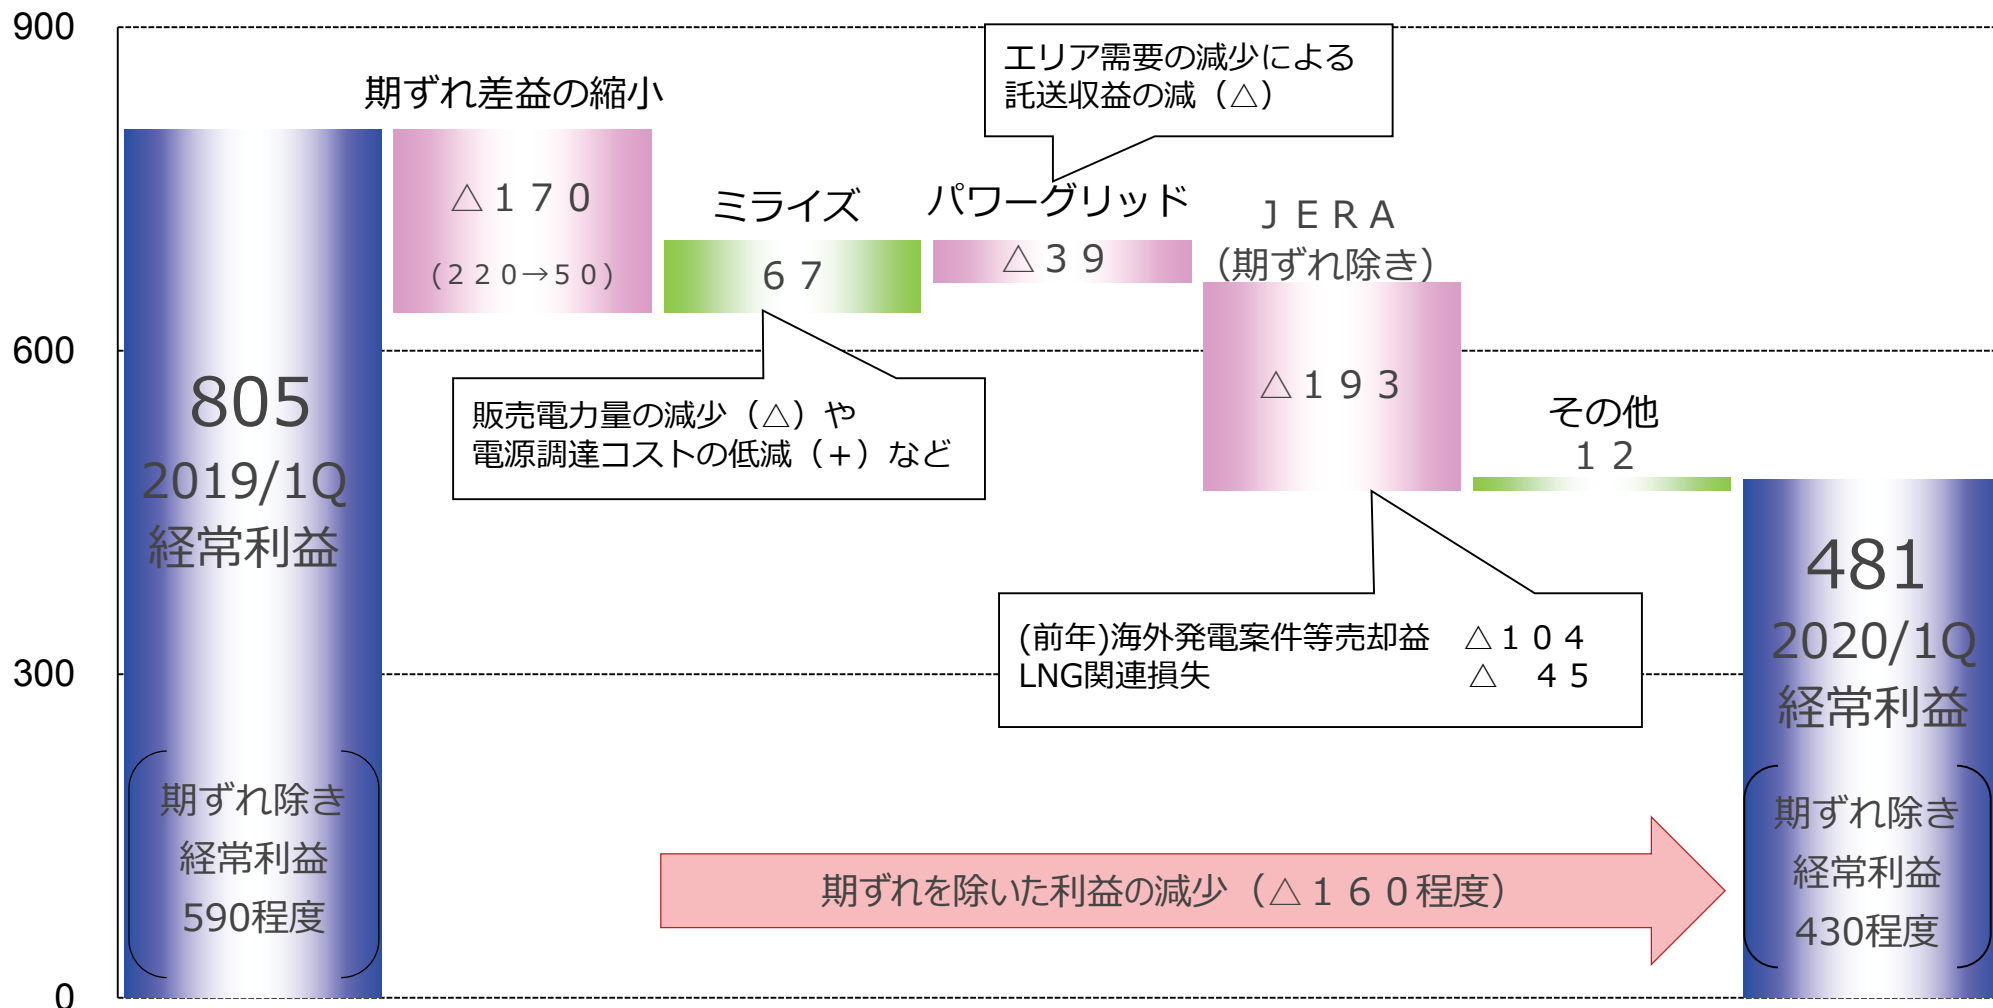 900
600
300
0
805
2019/1Q
経常利益
期ずれ除き
経常利益
590程度
期ずれ差益の縮小
△１７０
(２２０→５０)
ミライズ
６７
販売電力量の減少（△）や
電源調達コストの低減（+）など
パワーグリッド
△３９
エリア需要の減少による
託送収益の減（△）
ＪＥＲＡ
（期ずれ除き）
△１９３
(前年)海外発電案件等売却益　△１０４
LNG関連損失　△　４５
その他
１２
481
2020/1Q
経常利益
期ずれ除き
経常利益
430程度
期ずれを除いた利益の減少（△１６０程度）